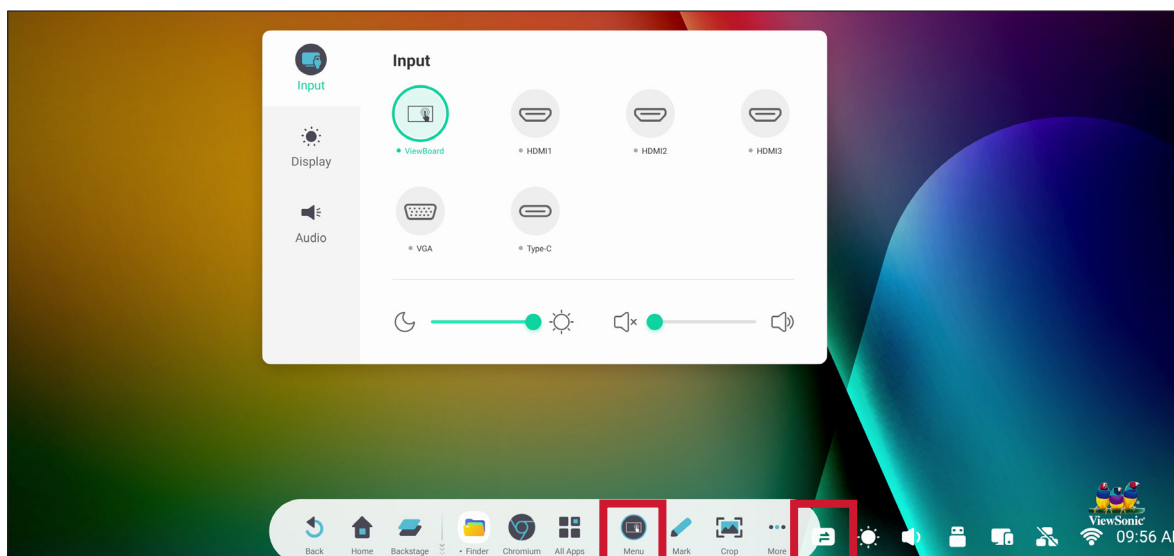 Input
Input
ViewBoard
HDMI1
HDMI2
HDMI3
Display
Audio
VGA
Type-C
ViewSonic
Back
Home
Backstage
Finder
Chromium
All Apps
Menu
Mark
Crop
More
09:56 A